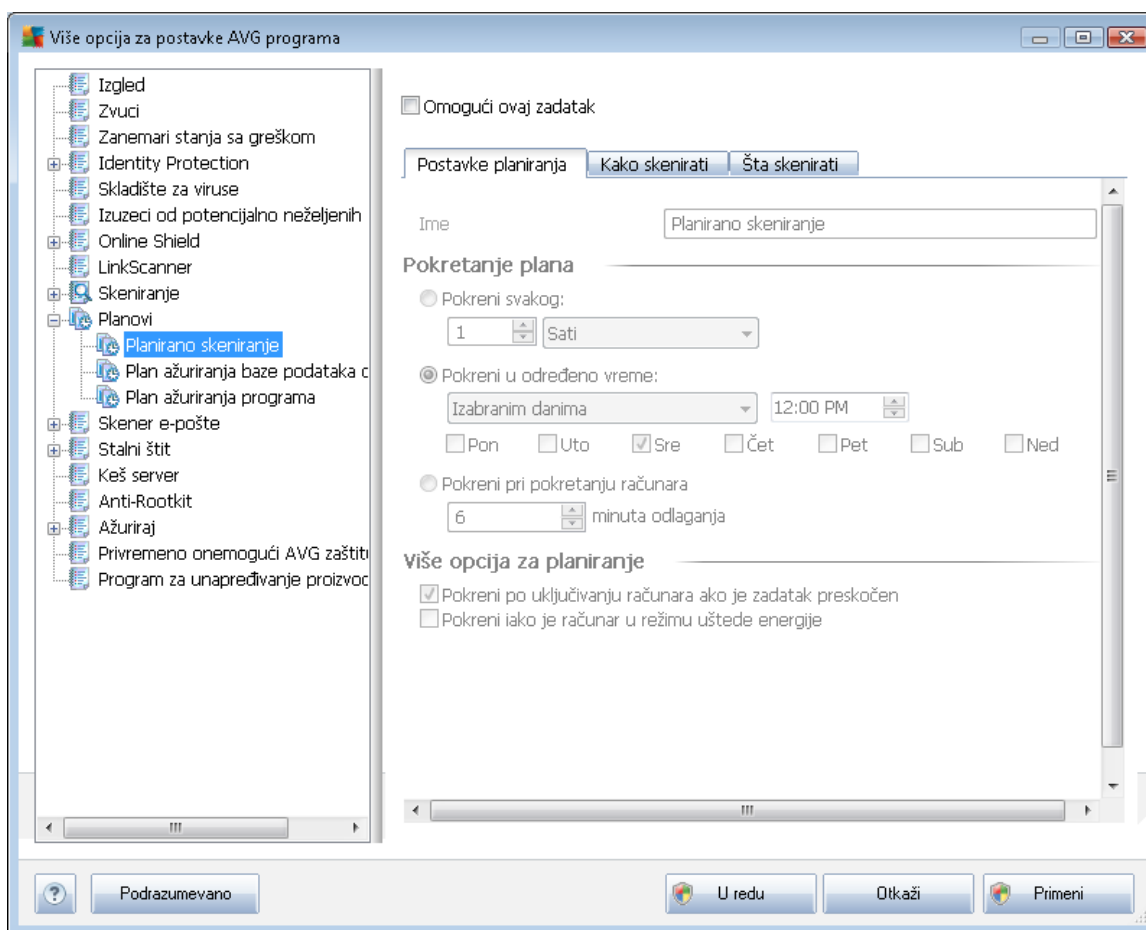 Više opcija za postavke AVG programa
Izgled
Zvuci
Zanemari stanja sa greškom
Identity Protection
Skladište za viruse
Izuzeci od potencijalno neželjenih
Online Shield
LinkScanner
Skeniranje
Planovi
Planirano skeniranje
Plan ažuriranja baze podataka o
Plan ažuriranja programa
Skener e-pošte
Stalni štit
Keš server
Anti-Rootkit
Ažuriraj
Privremeno onemogući AVG zaštitu
Program za unapređivanje proizvod
Omogući ovaj zadatak
Postavke planiranja Kako skenirati Šta skenirati
Ime Planirano skeniranje
Pokretanje plana
Pokreni svakog:
1 Sati
Pokreni u određeno vreme:
Izabranim danima 12:00 PM
Pon Uto Sre Čet Pet Sub Ned
Pokreni pri pokretanju računara
6 minuta odlaganja
Više opcija za planiranje
Pokreni po uključivanju računara ako je zadatak preskočen
Pokreni iako je računar u režimu uštede energije
? Podrazumevano U redu Otkaži Primeni